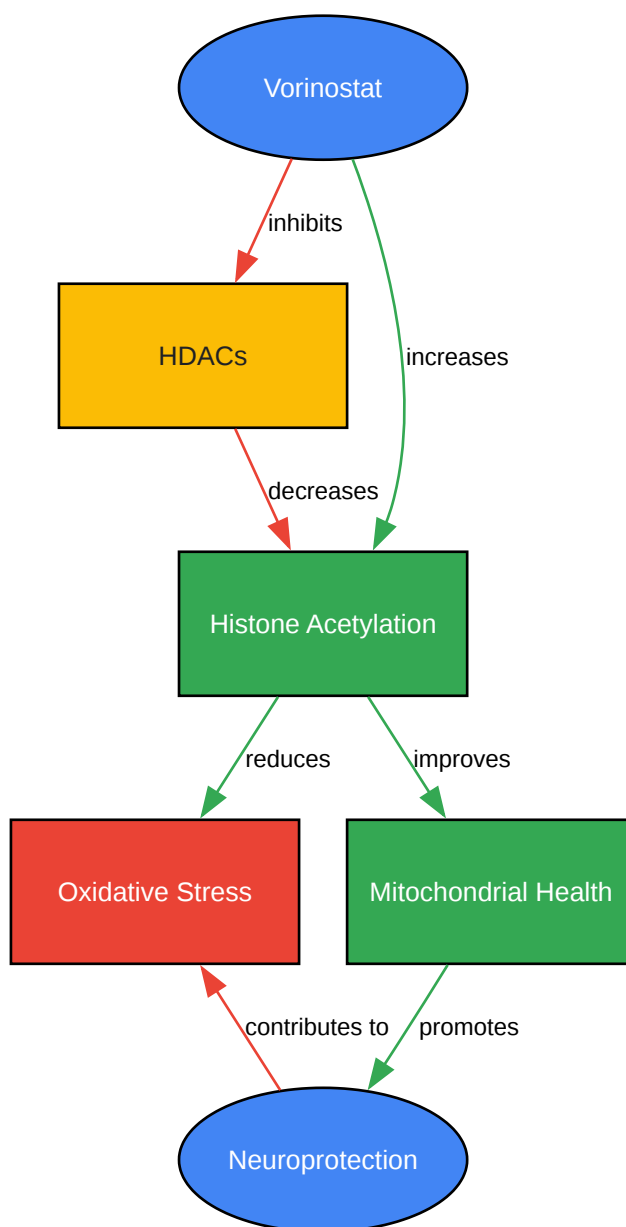 Vorinostat
inhibits
HDACs
increases
decreases
Histone Acetylation
reduces
improves
Oxidative Stress
Mitochondrial Health
contributes to
promotes
Neuroprotection